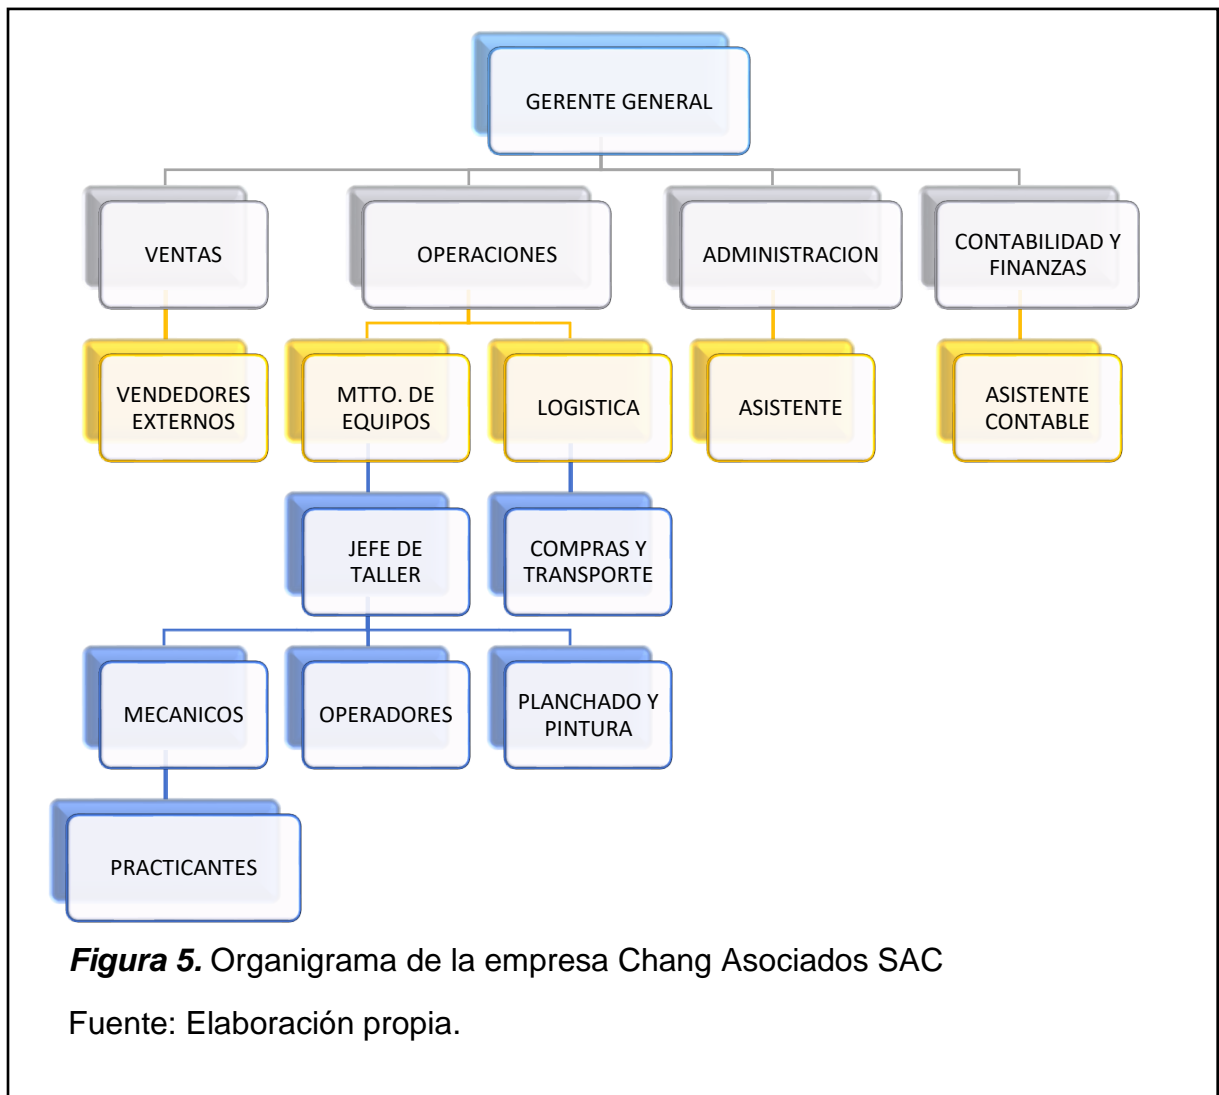 GERENTE GENERAL
VENTAS
OPERACIONES
ADMINISTRACION
CONTABILIDAD Y
FINANZAS
VENDEDORES
EXTERNOS
MTTO. DE
EQUIPOS
LOGISTICA
ASISTENTE
ASISTENTE
CONTABLE
JEFE DE
TALLER
COMPRAS Y
TRANSPORTE
MECANICOS
OPERADORES
PLANCHADO Y
PINTURA
PRACTICANTES
Figura 5. Organigrama de la empresa Chang Asociados SAC
Fuente: Elaboración propia.